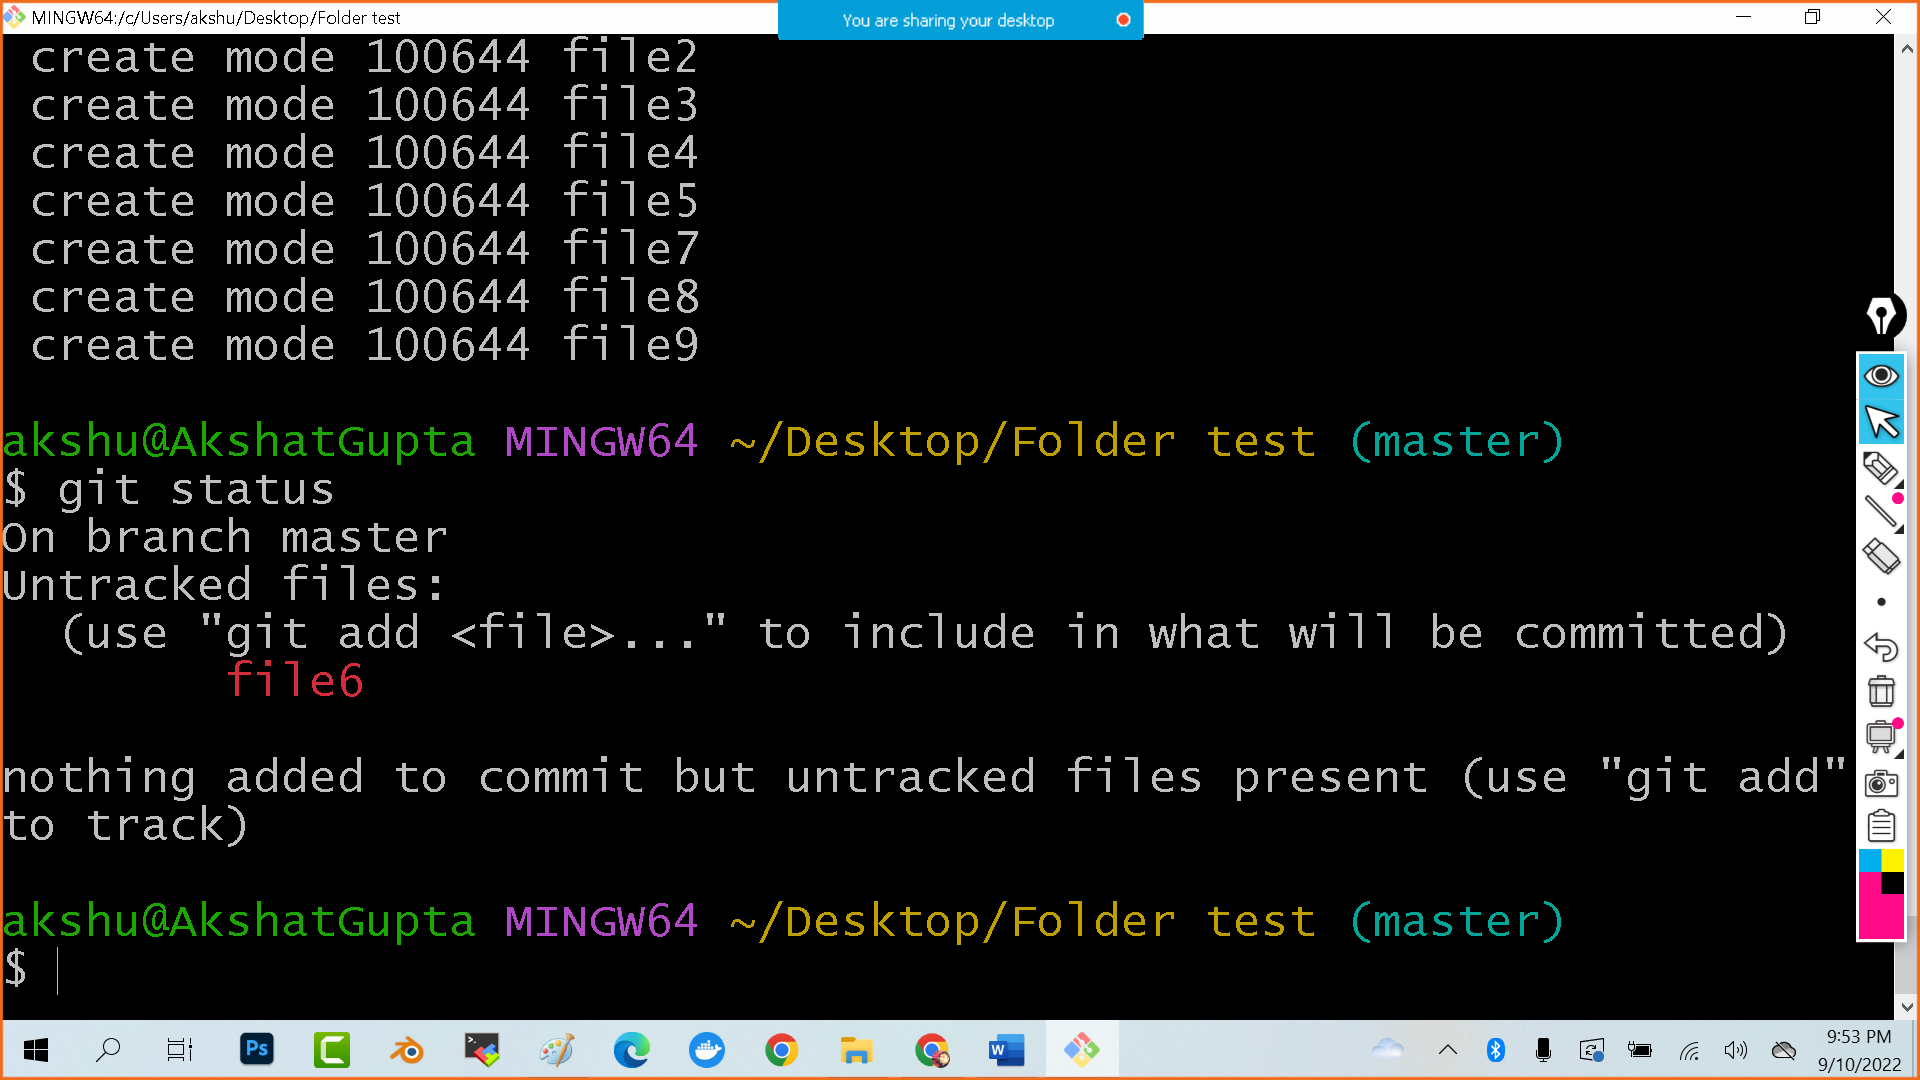 MINGW64:/c/Users/akshu/Desktop/Folder test
You are sharing your desktop
create mode 100644 file2
create mode 100644 file3
create mode 100644 file4
create mode 100644 file5
create mode 100644 file7
create mode 100644 file8
create mode 100644 file9
akshu@AkshatGupta MINGW64 ~/Desktop/Folder test (master)
$ git status
On branch master
Untracked files:
(use "git add <file>..." to include in what will be committed)
file6
nothing added to commit but untracked files present (use "git add"
to track)
akshu@AkshatGupta MINGW64 ~/Desktop/Folder test (master)
$
Ps
C
W
9:53 PM
9/10/2022